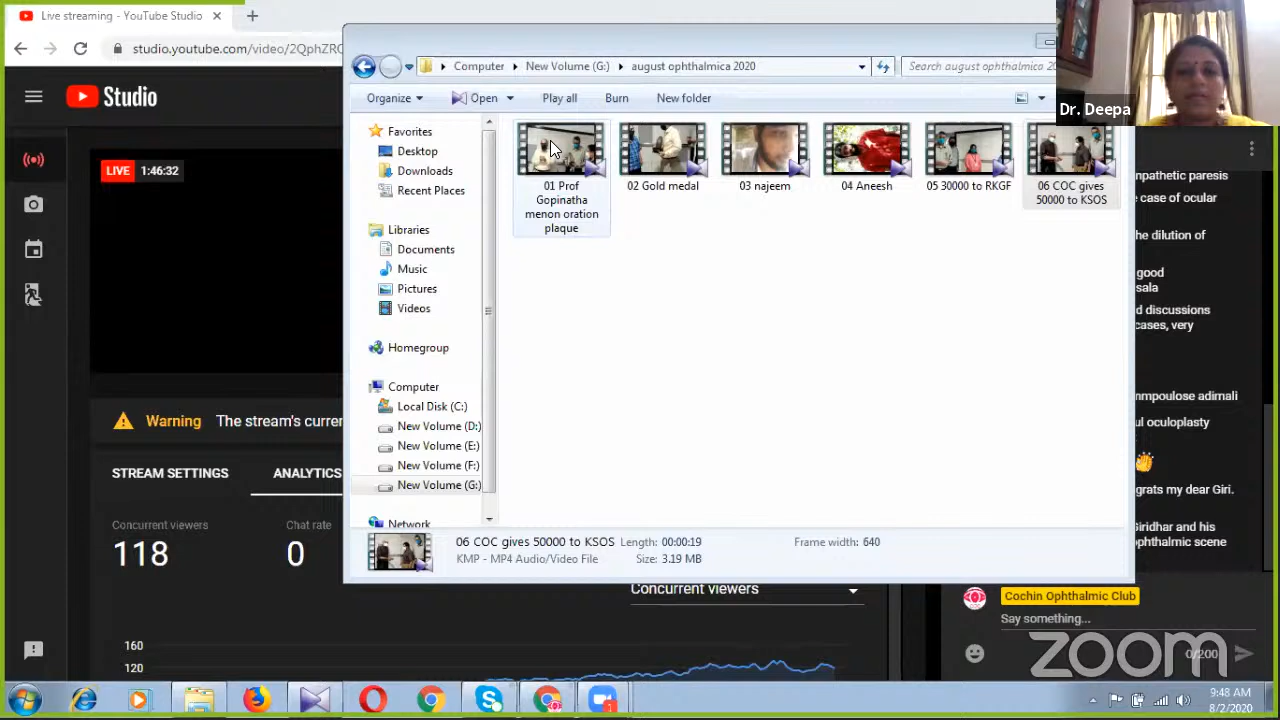 Live streaming - YouTube Studio
studio.youtube.com/video/2QphZRC
Computer New Volume (G:) august ophthalmica 2020
Search august ophthalmica 20
Studio
Organize Open Play all Burn New folder
Dr. Deepa
LIVE 1:46:32
Favorites
Desktop
Downloads
Recent Places
Libraries
Documents
Music
Pictures
Videos
Homegroup
Computer
Local Disk (C:)
New Volume (D:)
New Volume (E:)
New Volume (F:)
New Volume (G:)
Network
01 Prof
Gopinatha
menon oration
plaque
02 Gold medal
03 najeem
04 Aneesh
05 30000 to RKGF
06 COC gives
50000 to KSOS
06 COC gives 50000 to KSOS Length: 00:00:19 Frame width: 640
KMP - MP4 Audio/Video File Size: 3.19 MB
Warning The stream's curre
STREAM SETTINGS ANALYTICS
Concurrent viewers Chat rate
118 0
Concurrent viewers
160
120
mpathetic paresis
e case of ocular
the dilution of
good
sala
d discussions
cases, very
mpoulose adimali
ul oculoplasty
grats my dear Giri.
Giridhar and his
ophthalmic scene
Cochin Ophthalmic Club
Say something...
0/200
zoom
9:48 AM
8/2/2020